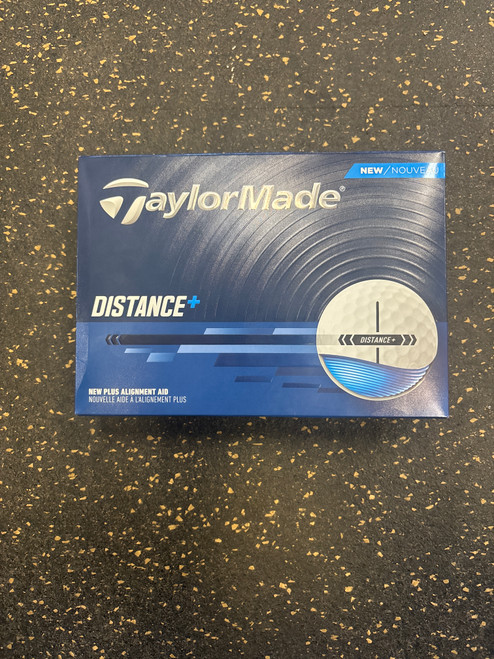 NEW/NOUVEAU
TaylorMade®
DISTANCE+
DISTANCE+
NEW PLUS ALIGNMENT AID
NOUVELLE AIDE À L'ALIGNEMENT PLUS